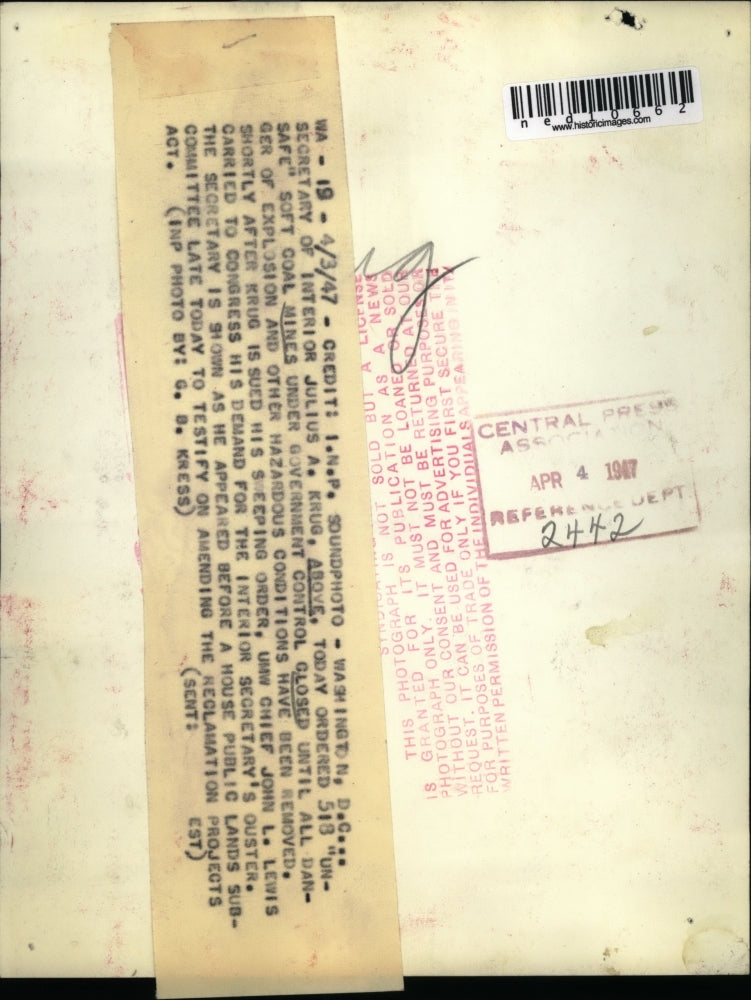 WA - 19 - 4/3/47 - CREDIT: I.N.P. SOUNDPHOTO - WASHINGTON, D.C...
SECRETARY OF INTERIOR JULIUS A. KRUG, ABOVE, TODAY ORDERED 518 "UN-
SAFE" SOFT COAL MINES UNDER GOVERNMENT CONTROL CLOSED UNTIL ALL DAN-
GER OF EXPLOSION AND OTHER HAZARDOUS CONDITIONS HAVE BEEN REMOVED.
SHORTLY AFTER KRUG ISSUED HIS SWEEPING ORDER, UMW CHIEF JOHN L. LEWIS
CARRIED TO CONGRESS HIS DEMAND FOR THE INTERIOR SECRETARY'S OUSTER.
THE SECRETARY IS SHOWN AS HE APPEARED BEFORE A HOUSE PUBLIC LANDS SUB-
COMMITTEE LATE TODAY TO TESTIFY ON AMENDING THE RECLAMATION PROJECTS
ACT. (INP PHOTO BY: G. B. KRESS) (SENT: EST)
THIS PHOTOGRAPH IS NOT SOLD BUT A LICENSE
IS GRANTED FOR ITS PUBLICATION AS A NEWS
PHOTOGRAPH ONLY. IT MUST NOT BE LOANED OR SOLD
WITHOUT OUR CONSENT AND MUST BE RETURNED AT OUR
REQUEST. IT CAN BE USED FOR ADVERTISING PURPOSES OR
FOR PURPOSES OF TRADE ONLY IF YOU FIRST SECURE THE
WRITTEN PERMISSION OF THE INDIVIDUALS APPEARING IN IT
CENTRAL PRESS
ASSOCIATION
APR 4 1947
REFERENCE DEPT
2442
ned10662
www.historicimages.com